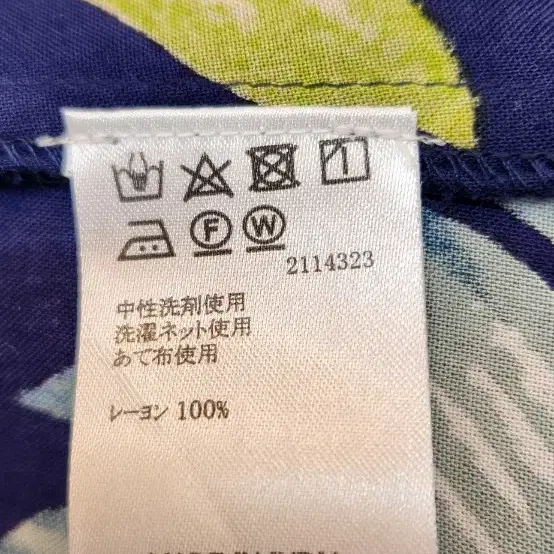 F W
2114323
中性洗剤使用
洗濯ネット使用
あて布使用
レーヨン 100%